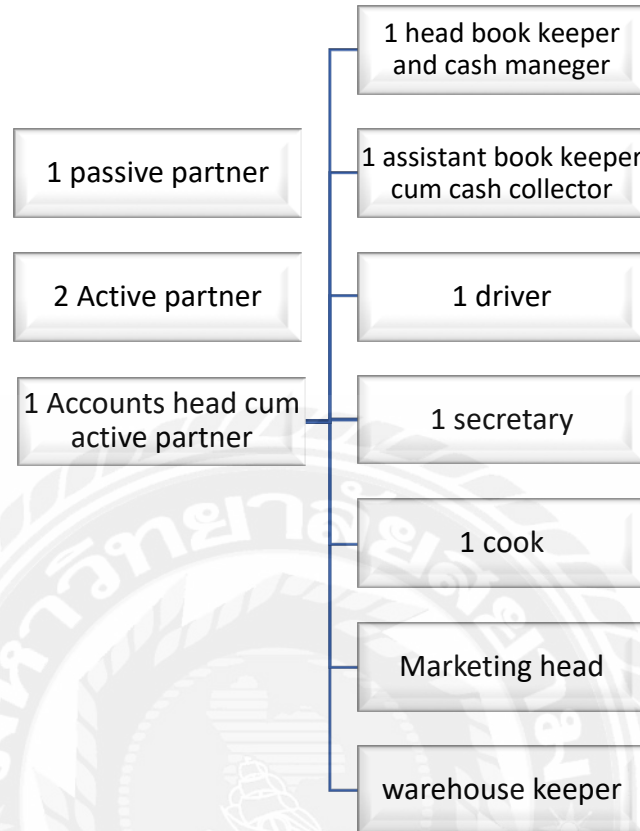 1 passive partner
2 Active partner
1 Accounts head cum
active partner
1 head book keeper
and cash maneger
1 assistant book keeper
cum cash collector
1 driver
1 secretary
1 cook
Marketing head
warehouse keeper